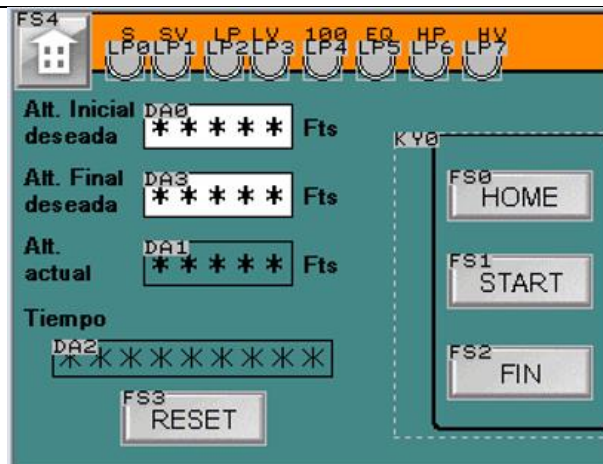 FS4
S SV LP LV 100 EQ HP HV
LP0 LP1 LP2 LP3 LP4 LP5 LP6 LP7
Alt. Inicial
deseada
DA0
***** Fts
KY0
Alt. Final
deseada
DA3
***** Fts
FS0
HOME
Alt.
actual
DA1
***** Fts
FS1
START
Tiempo
DA2
*********
FS2
FIN
FS3
RESET